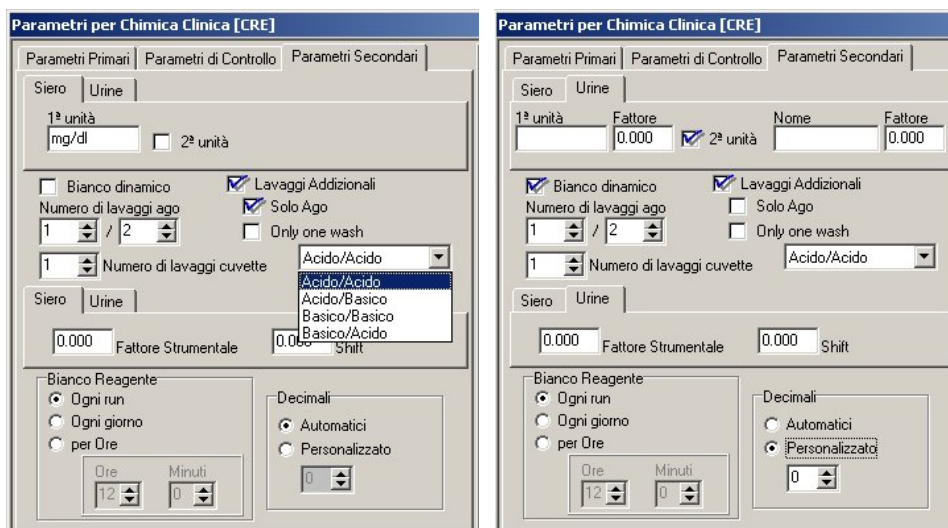 Parametri per Chimica Clinica [CRE]
Parametri Primari Parametri di Controllo Parametri Secondari
Siero Urine
1ª unità
mg/dl 2ª unità
Bianco dinamico Lavaggi Addizionali
Numero di lavaggi ago Solo Ago
1 / 2 Only one wash
1 Numero di lavaggi cuvette Acido/Acido
Acido/Acido
Acido/Basico
Basico/Basico
Basico/Acido
Siero Urine
0.000 Fattore Strumentale 0.000 Shift
Bianco Reagente
Ogni run
Ogni giorno
per Ore
Ore Minuti
12 0
Decimali
Automatici
Personalizzato
0
Parametri per Chimica Clinica [CRE]
Parametri Primari Parametri di Controllo Parametri Secondari
Siero Urine
1ª unità Fattore Nome Fattore
0.000 2ª unità 0.000
Bianco dinamico Lavaggi Addizionali
Numero di lavaggi ago Solo Ago
1 / 2 Only one wash
1 Numero di lavaggi cuvette Acido/Acido
Siero Urine
0.000 Fattore Strumentale 0.000 Shift
Bianco Reagente
Ogni run
Ogni giorno
per Ore
Ore Minuti
12 0
Decimali
Automatici
Personalizzato
0